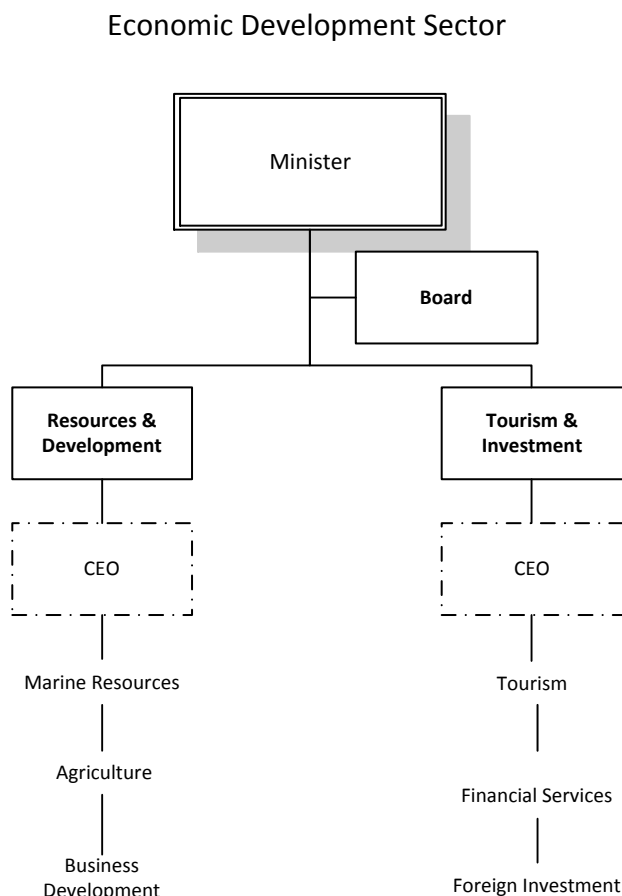 Economic Development Sector
Minister
Board
Resources &
Development
Tourism &
Investment
CEO
CEO
Marine Resources
Tourism
Agriculture
Financial Services
Business
Development
Foreign Investment